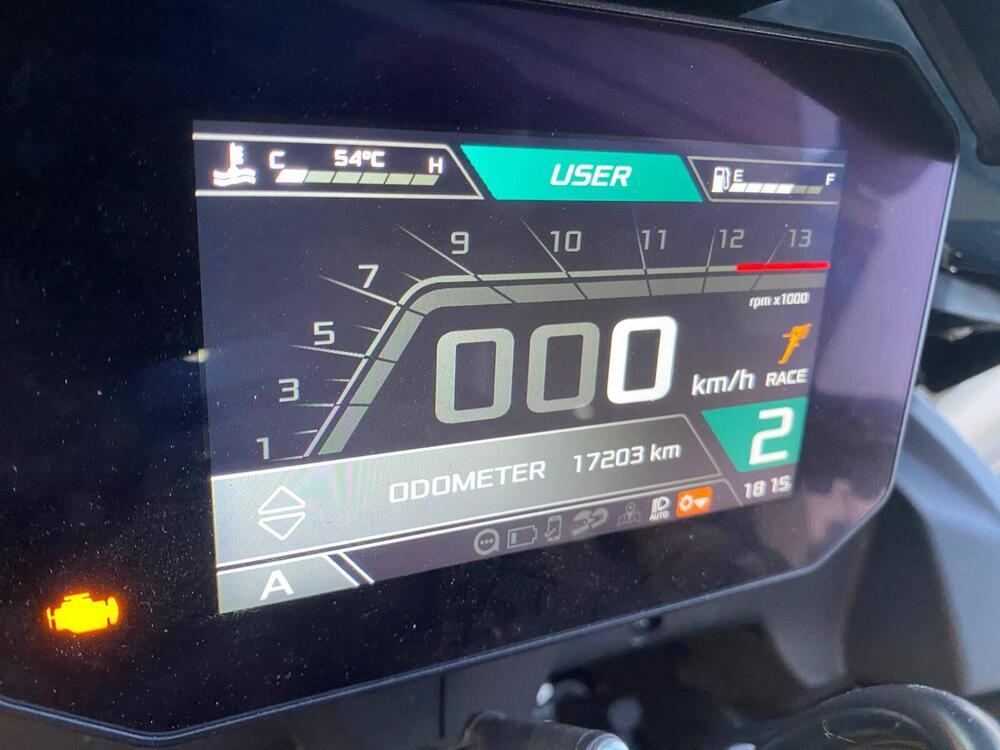 C 54°C H
USER
E F
1 3 5 7 9 10 11 12 13
rpm x1000
000 km/h
RACE
2
ODOMETER 17203 km
18 15
AUTO
A